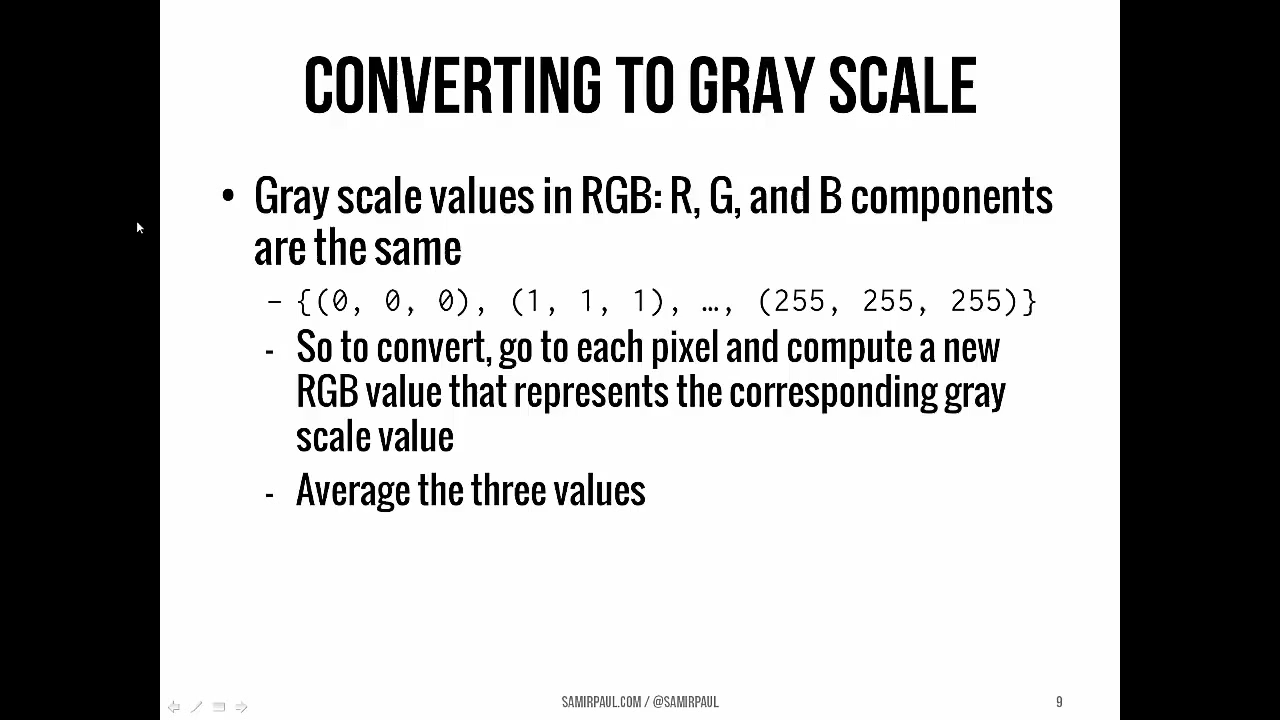 CONVERTING TO GRAY SCALE
• Gray scale values in RGB: R, G, and B components
are the same
– {(0, 0, 0), (1, 1, 1), …, (255, 255, 255)}
- So to convert, go to each pixel and compute a new
RGB value that represents the corresponding gray
scale value
- Average the three values
SAMIRPAUL.COM / @SAMIRPAUL
9